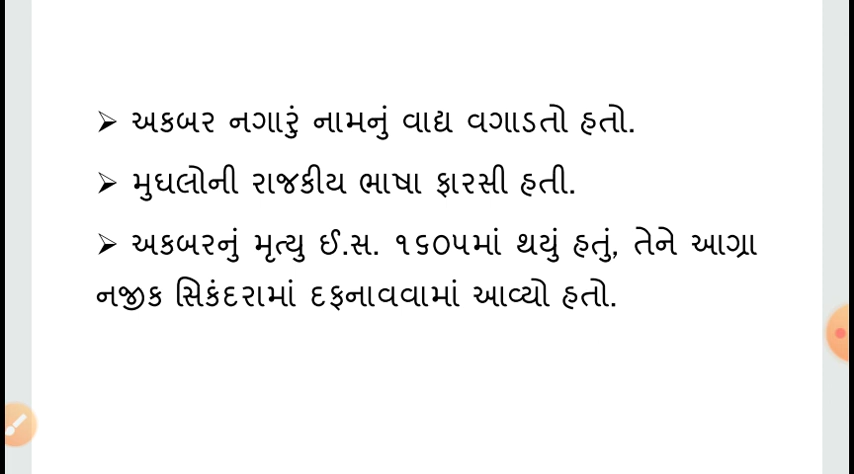 ➢ અકબર નગારું નામનું વાદ્ય વગાડતો હતો.
➢ મુઘલોની રાજકીય ભાષા ફારસી હતી.
➢ અકબરનું મૃત્યુ ઈ.સ. ૧૬૦૫માં થયું હતું, તેને આગ્રા
નજીક સિકંદરામાં દફનાવવામાં આવ્યો હતો.